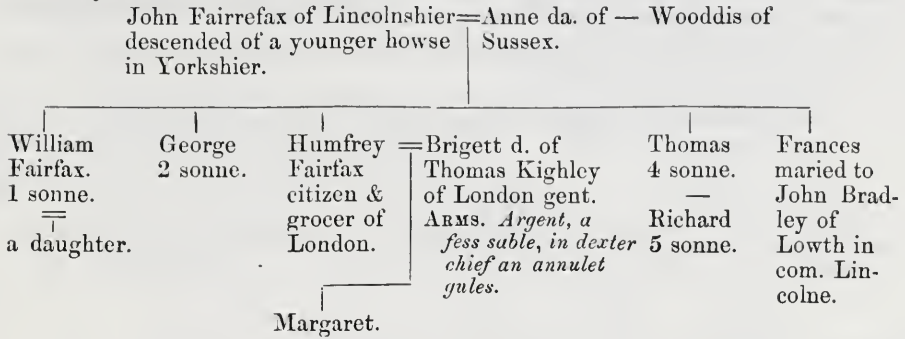 John Fairrefax of Lincolnshier=Anne da. of — Wooddis of
descended of a younger howse Sussex.
in Yorkshier.
William
Fairfax.
1 sonne.
a daughter.
George
2 sonne.
Humfrey
Fairfax
citizen &
grocer of
London.
=Brigett d. of
Thomas Kighley
of London gent.
ARMS. Argent, a
fess sable, in dexter
chief an annulet
gules.
Thomas
4 sonne.
—
Richard
5 sonne.
Frances
maried to
John Brad-
ley of
Lowth in
com. Lin-
colne.
Margaret.